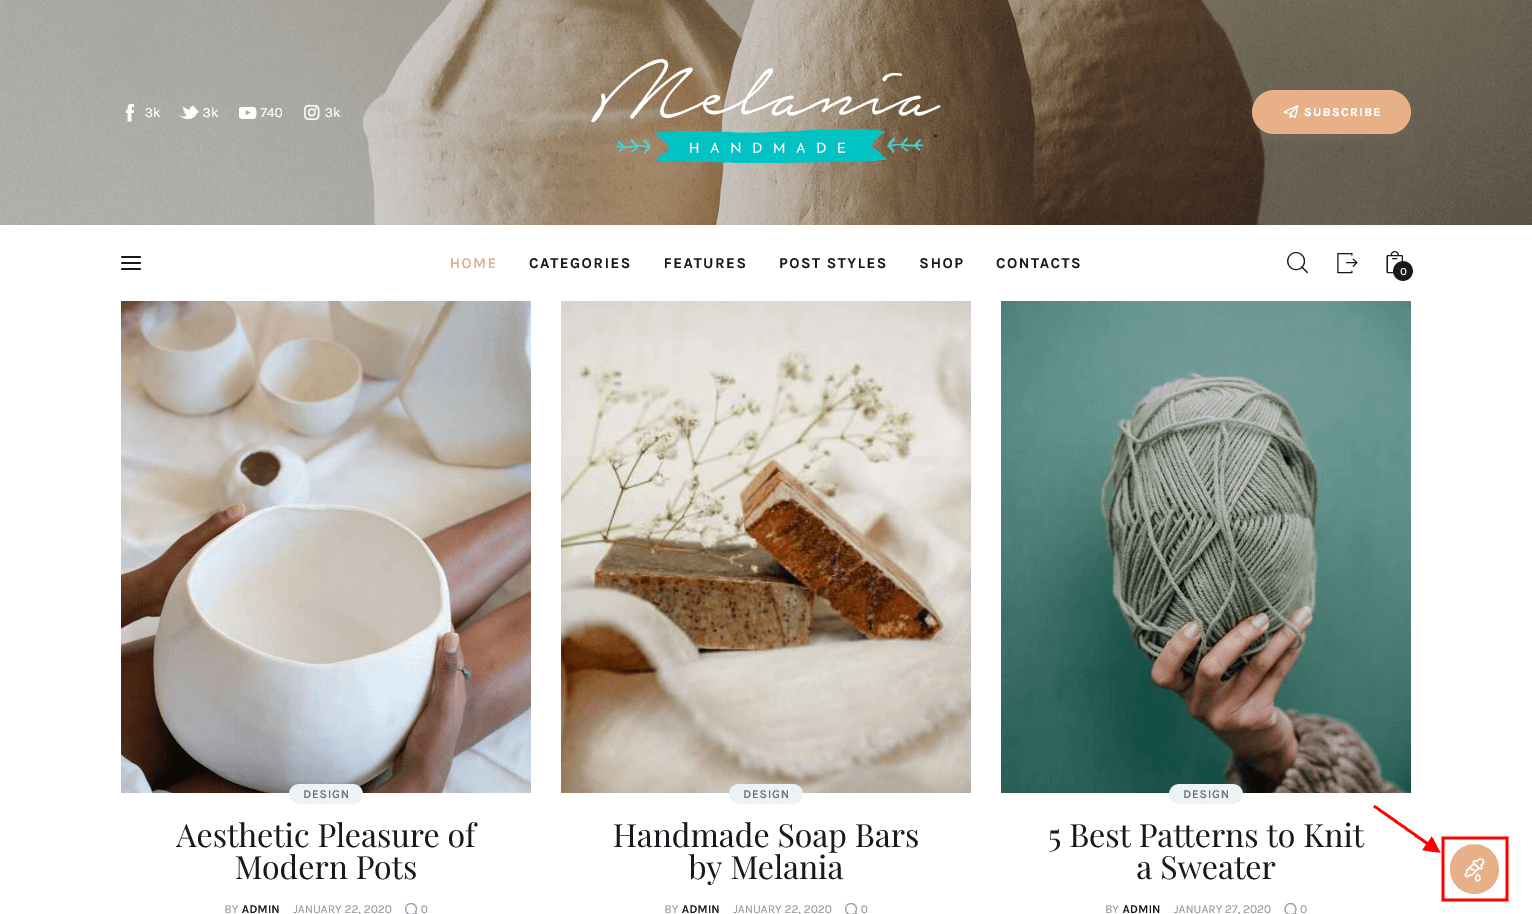 Melania
HANDMADE
3k 3k 740 3k
SUBSCRIBE
HOME CATEGORIES FEATURES POST STYLES SHOP CONTACTS
0
DESIGN
Aesthetic Pleasure of
Modern Pots
BY ADMIN JANUARY 22, 2020 0
DESIGN
Handmade Soap Bars
by Melania
BY ADMIN JANUARY 22, 2020 0
DESIGN
5 Best Patterns to Knit
a Sweater
BY ADMIN JANUARY 27, 2020 0